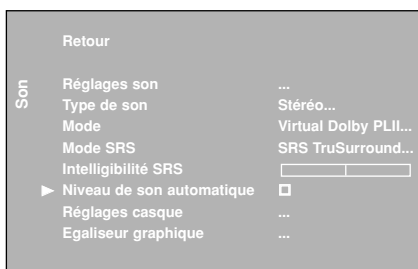 Retour
Son
Réglages son ...
Type de son Stéréo...
Mode Virtual Dolby PLII...
Mode SRS SRS TruSurround...
Intelligibilité SRS
Niveau de son automatique
Réglages casque ...
Egaliseur graphique ...